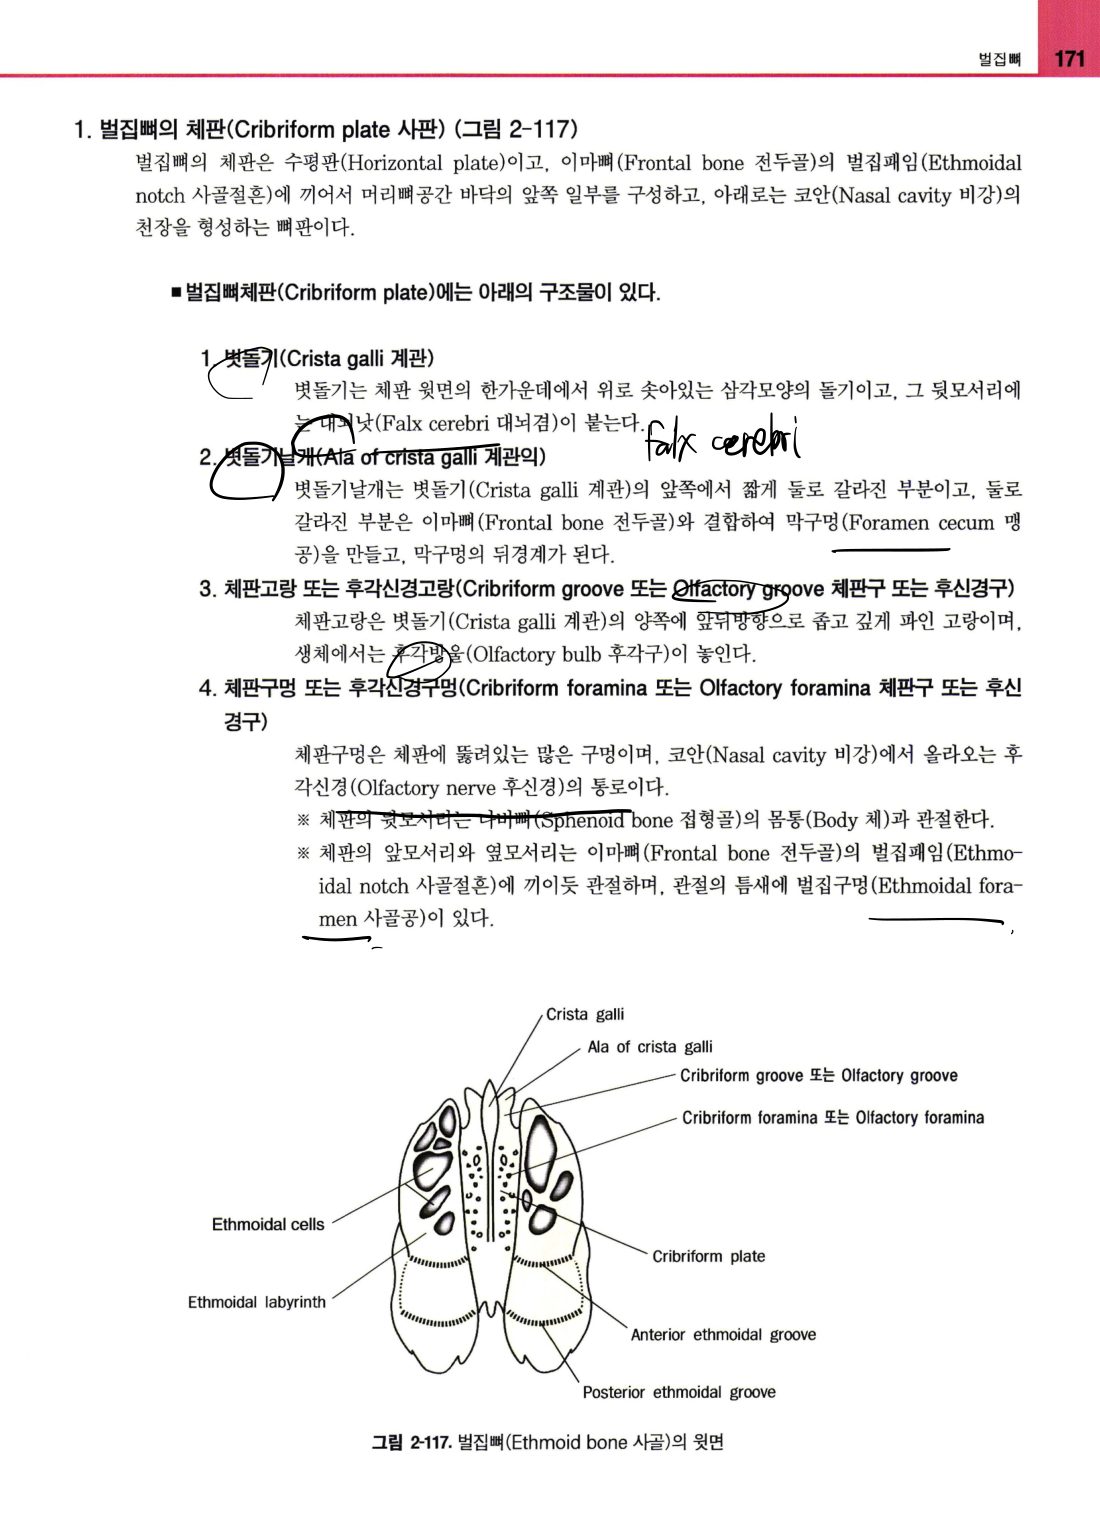 벌집뼈 171
1. 벌집뼈의 체판(Cribriform plate 사판) (그림 2-117)
벌집뼈의 체판은 수평판(Horizontal plate)이고, 이마뼈(Frontal bone 전두골)의 벌집패임(Ethmoidal
notch 사골절흔)에 끼어서 머리뼈공간 바닥의 앞쪽 일부를 구성하고, 아래로는 코안(Nasal cavity 비강)의
천장을 형성하는 뼈판이다.
■ 벌집뼈체판(Cribriform plate)에는 아래의 구조물이 있다.
1. 볏돌기(Crista galli 계관)
볏돌기는 체판 윗면의 한가운데에서 위로 솟아있는 삼각모양의 돌기이고, 그 뒷모서리에
는 대뇌낫(Falx cerebri 대뇌겸)이 붙는다.
falx cerebri
2. 볏돌기날개(Ala of crista galli 계관익)
볏돌기날개는 볏돌기(Crista galli 계관)의 앞쪽에서 짧게 둘로 갈라진 부분이고, 둘로
갈라진 부분은 이마뼈(Frontal bone 전두골)와 결합하여 막구멍(Foramen cecum 맹
공)을 만들고, 막구멍의 뒤경계가 된다.
3. 체판고랑 또는 후각신경고랑(Cribriform groove 또는 Olfactory groove 체판구 또는 후신경구)
체판고랑은 볏돌기(Crista galli 계관)의 양쪽에 앞뒤방향으로 좁고 깊게 파인 고랑이며,
생체에서는 후각망울(Olfactory bulb 후각구)이 놓인다.
4. 체판구멍 또는 후각신경구멍(Cribriform foramina 또는 Olfactory foramina 체판구 또는 후신
경구)
체판구멍은 체판에 뚫려있는 많은 구멍이며, 코안(Nasal cavity 비강)에서 올라오는 후
각신경(Olfactory nerve 후신경)의 통로이다.
※ 체판의 뒷모서리는 나비뼈(Sphenoid bone 접형골)의 몸통(Body 체)과 관절한다.
※ 체판의 앞모서리와 옆모서리는 이마뼈(Frontal bone 전두골)의 벌집패임(Ethmo-
idal notch 사골절흔)에 끼이듯 관절하며, 관절의 틈새에 벌집구멍(Ethmoidal fora-
men 사골공)이 있다.
Crista galli
Ala of crista galli
Cribriform groove 또는 Olfactory groove
Cribriform foramina 또는 Olfactory foramina
Ethmoidal cells
Cribriform plate
Ethmoidal labyrinth
Anterior ethmoidal groove
Posterior ethmoidal groove
그림 2-117. 벌집뼈(Ethmoid bone 사골)의 윗면